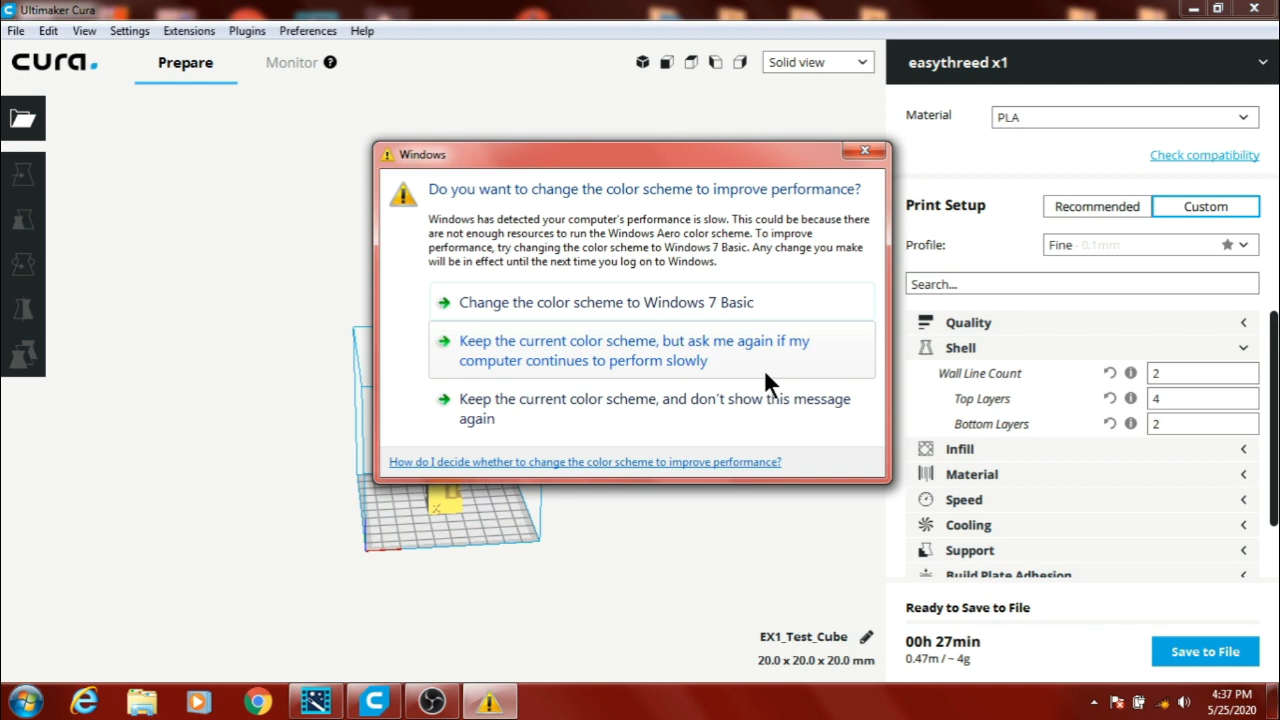 Ultimaker Cura
File Edit View Settings Extensions Plugins Preferences Help
cura.
Prepare
Monitor ?
Solid view
easythreed x1
Material
PLA
Check compatibility
Print Setup
Recommended
Custom
Profile:
Fine - 0.1mm
Search...
Quality
Shell
Wall Line Count
2
Top Layers
4
Bottom Layers
2
Infill
Material
Speed
Cooling
Support
Build Plate Adhesion
Ready to Save to File
00h 27min
0.47m / ~ 4g
Save to File
Windows
Do you want to change the color scheme to improve performance?
Windows has detected your computer's performance is slow. This could be because there
are not enough resources to run the Windows Aero color scheme. To improve
performance, try changing the color scheme to Windows 7 Basic. Any change you make
will be in effect until the next time you log on to Windows.
Change the color scheme to Windows 7 Basic
Keep the current color scheme, but ask me again if my
computer continues to perform slowly
Keep the current color scheme, and don't show this message
again
How do I decide whether to change the color scheme to improve performance?
EX1_Test_Cube
20.0 x 20.0 x 20.0 mm
4:37 PM
5/25/2020